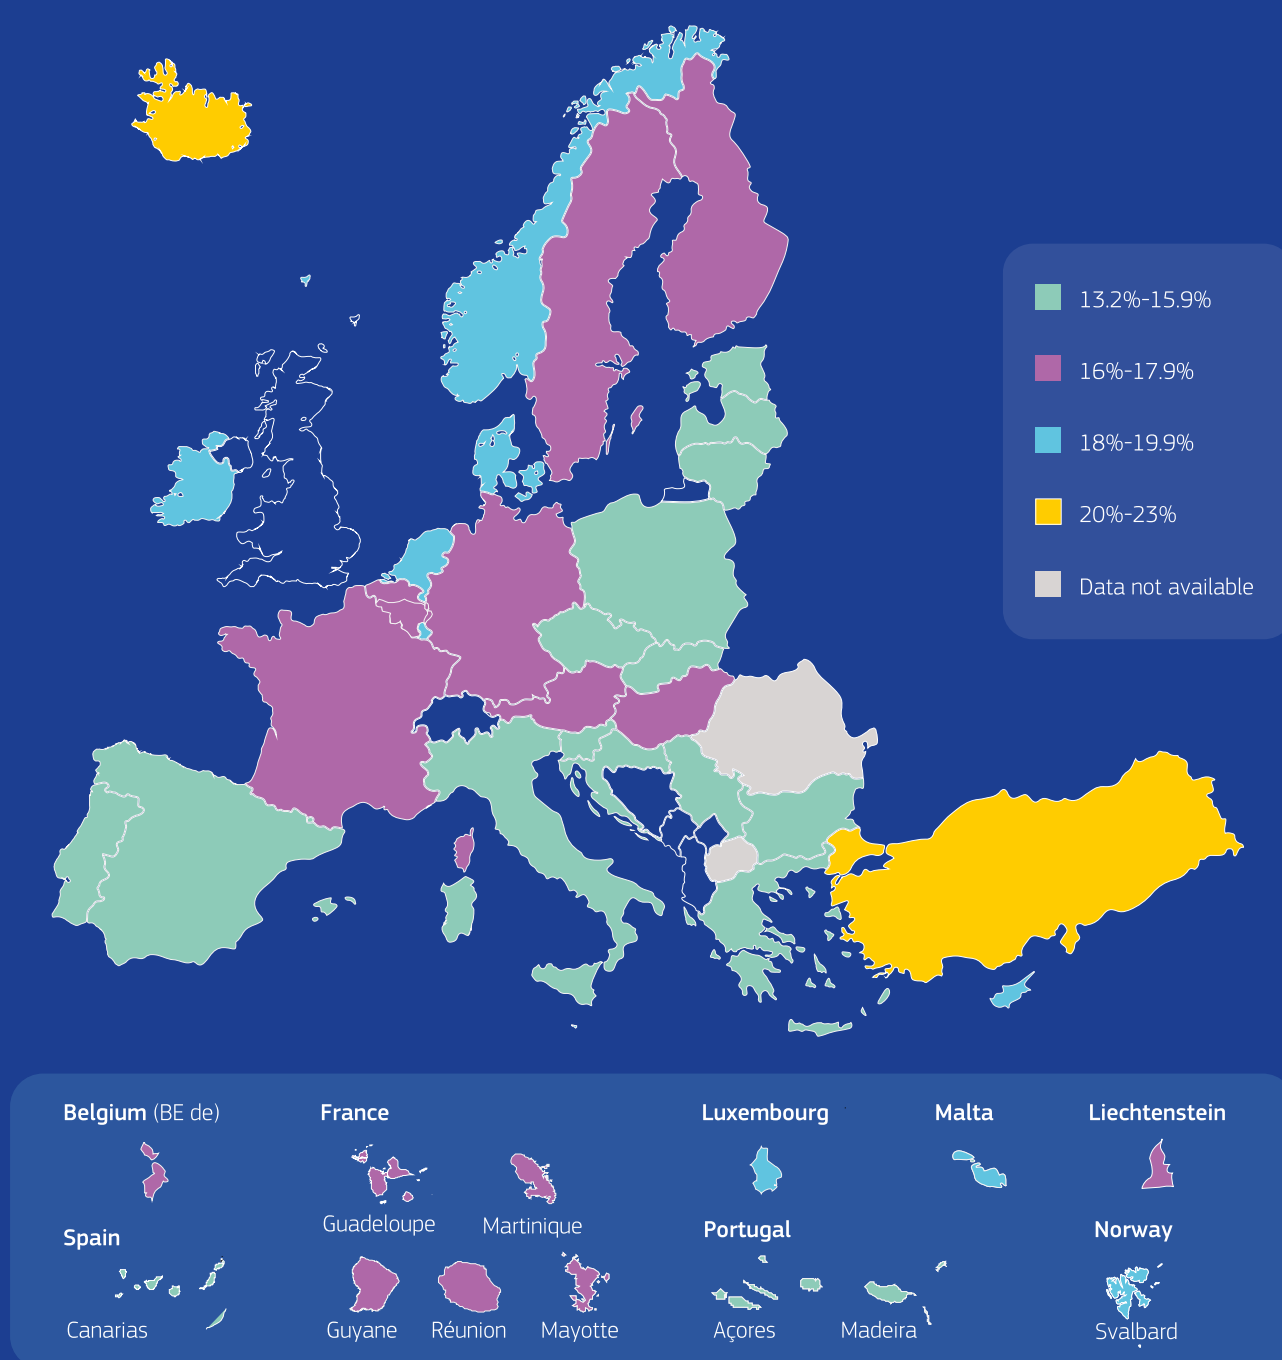 13.2%-15.9%
16%-17.9%
18%-19.9%
20%-23%
Data not available
Belgium (BE de)
France
Luxembourg
Malta
Liechtenstein
Guadeloupe
Martinique
Spain
Portugal
Norway
Canarias
Guyane
Réunion
Mayotte
Açores
Madeira
Svalbard